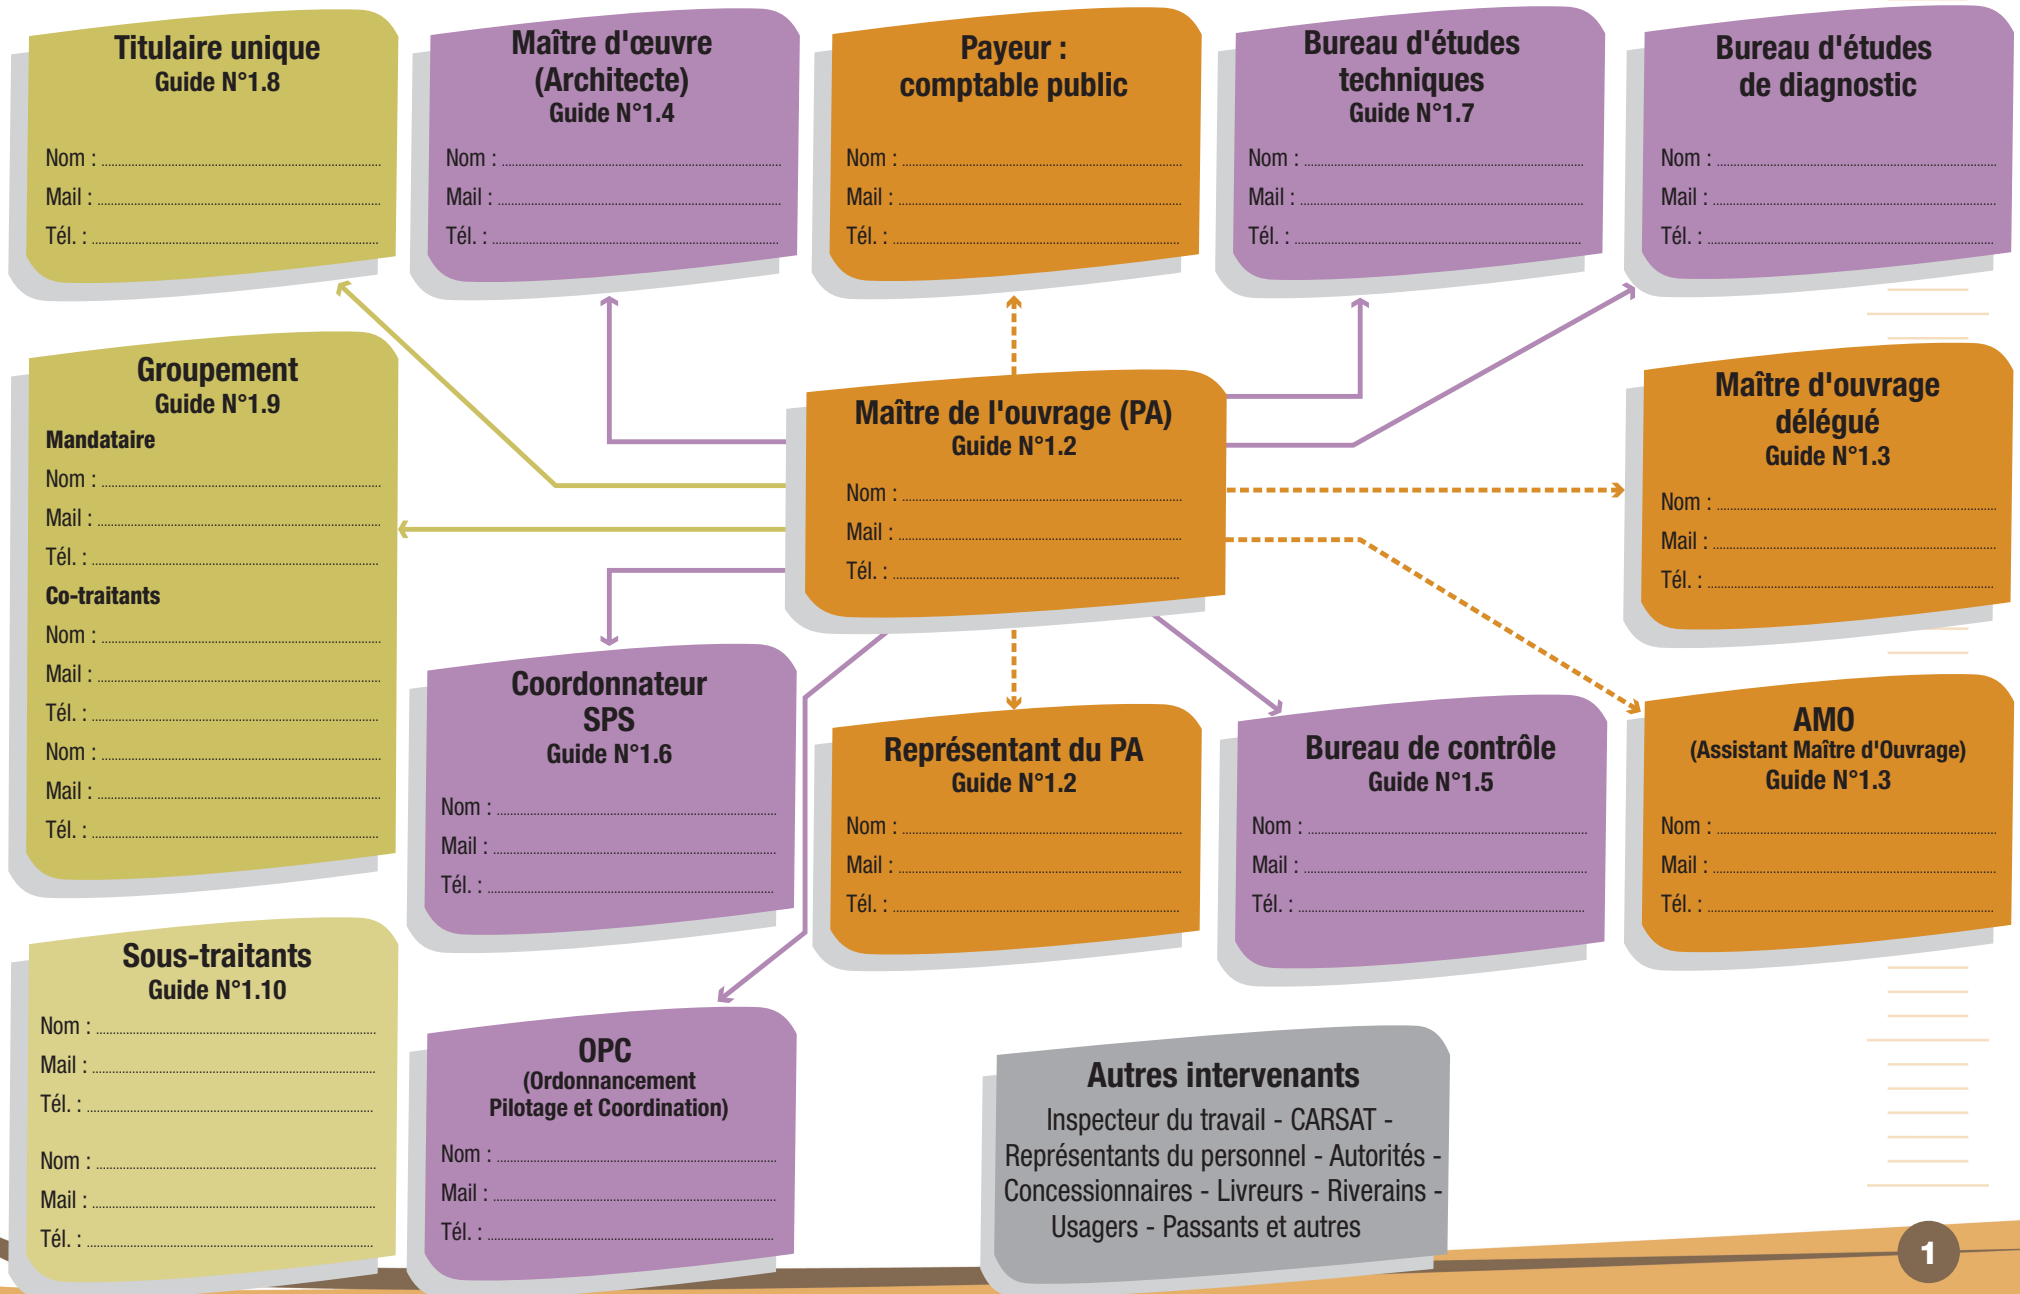 Titulaire unique
Guide N°1.8
Nom :
Mail :
Tél. :
Maître d'œuvre
(Architecte)
Guide N°1.4
Nom :
Mail :
Tél. :
Payeur :
comptable public
Nom :
Mail :
Tél. :
Bureau d'études
techniques
Guide N°1.7
Nom :
Mail :
Tél. :
Bureau d'études
de diagnostic
Nom :
Mail :
Tél. :
Groupement
Guide N°1.9
Mandataire
Nom :
Mail :
Tél. :
Co-traitants
Nom :
Mail :
Tél. :
Nom :
Mail :
Tél. :
Maître de l'ouvrage (PA)
Guide N°1.2
Nom :
Mail :
Tél. :
Maître d'ouvrage
délégué
Guide N°1.3
Nom :
Mail :
Tél. :
Coordonnateur
SPS
Guide N°1.6
Nom :
Mail :
Tél. :
Représentant du PA
Guide N°1.2
Nom :
Mail :
Tél. :
Bureau de contrôle
Guide N°1.5
Nom :
Mail :
Tél. :
AMO
(Assistant Maître d'Ouvrage)
Guide N°1.3
Nom :
Mail :
Tél. :
Sous-traitants
Guide N°1.10
Nom :
Mail :
Tél. :
Nom :
Mail :
Tél. :
OPC
(Ordonnancement
Pilotage et Coordination)
Nom :
Mail :
Tél. :
Autres intervenants
Inspecteur du travail - CARSAT -
Représentants du personnel - Autorités -
Concessionnaires - Livreurs - Riverains -
Usagers - Passants et autres
1